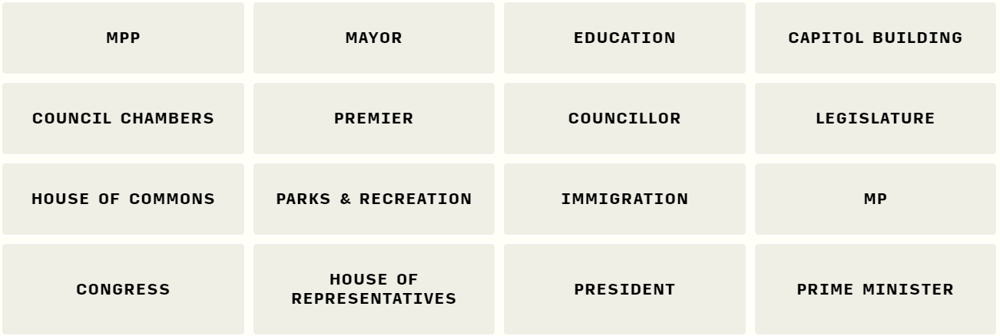 MPP
MAYOR
EDUCATION
CAPITOL BUILDING
COUNCIL CHAMBERS
PREMIER
COUNCILLOR
LEGISLATURE
HOUSE OF COMMONS
PARKS & RECREATION
IMMIGRATION
MP
CONGRESS
HOUSE OF
REPRESENTATIVES
PRESIDENT
PRIME MINISTER